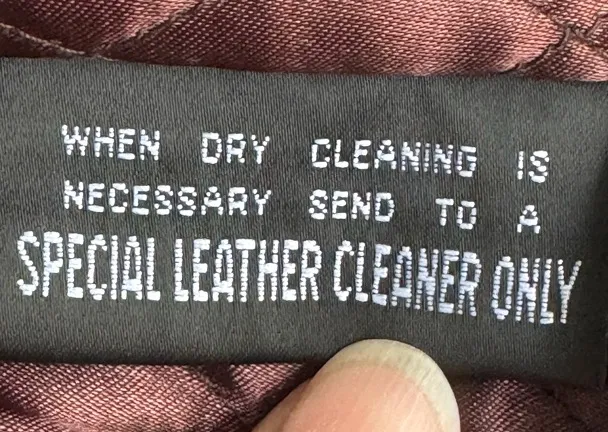 WHEN DRY CLEANING IS
NECESSARY SEND TO A
SPECIAL LEATHER CLEANER ONLY